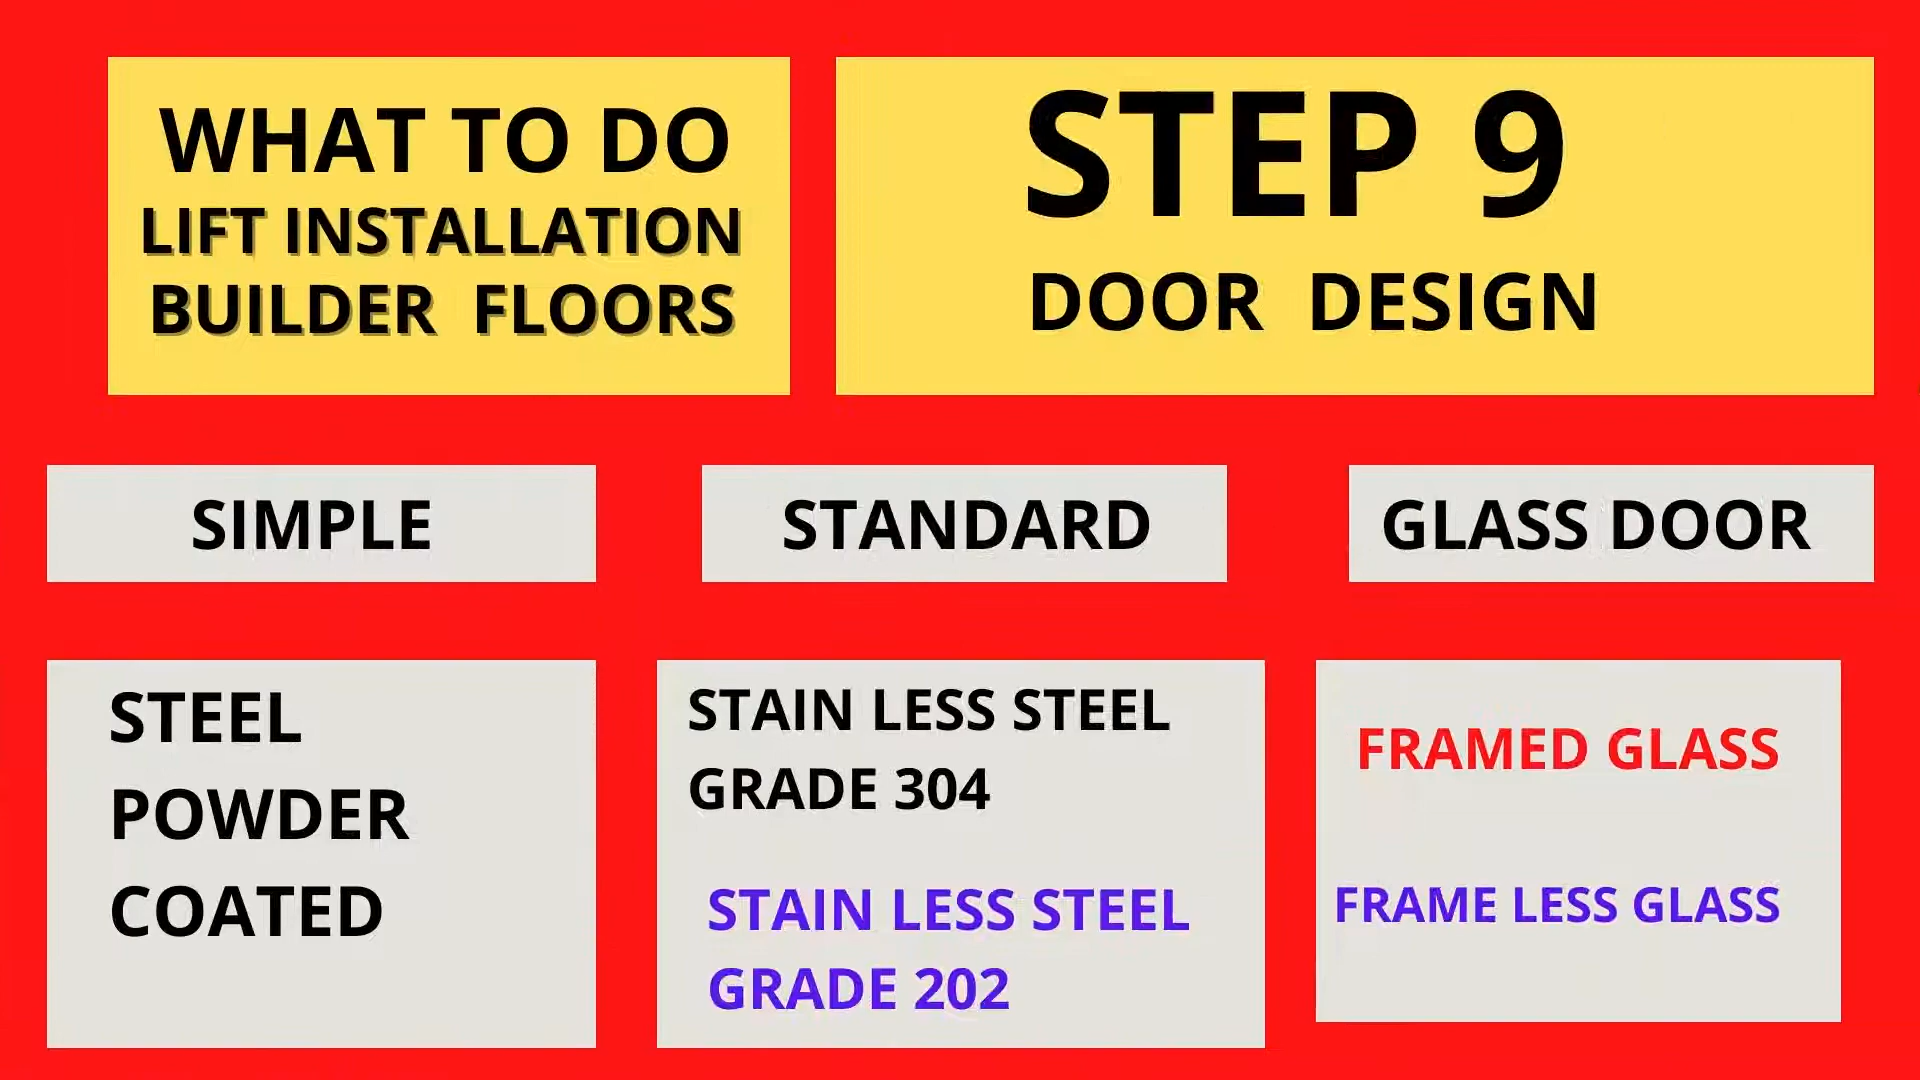 WHAT TO DO
LIFT INSTALLATION
BUILDER FLOORS
STEP 9
DOOR DESIGN
SIMPLE
STANDARD
GLASS DOOR
STEEL
POWDER
COATED
STAIN LESS STEEL
GRADE 304
STAIN LESS STEEL
GRADE 202
FRAMED GLASS
FRAME LESS GLASS